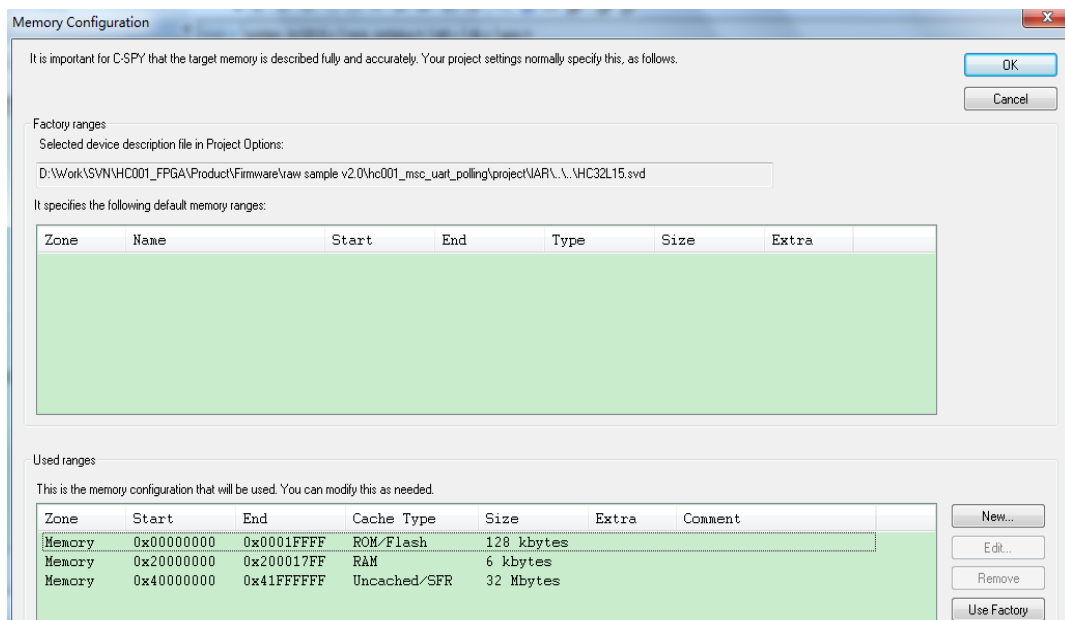 Memory Configuration
It is important for C-SPY that the target memory is described fully and accurately. Your project settings normally specify this, as follows.
OK
Cancel
Factory ranges
Selected device description file in Project Options:
D:\Work\SVN\HC001_FPGA\Product\Firmware\raw sample v2.0\hc001_msc_uart_polling\project\IAR\..\..\HC32L15.svd
It specifies the following default memory ranges:
Zone Name Start End Type Size Extra
Used ranges
This is the memory configuration that will be used. You can modify this as needed.
Zone Start End Cache Type Size Extra Comment
Memory 0x00000000 0x0001FFFF ROM/Flash 128 kbytes
Memory 0x20000000 0x200017FF RAM 6 kbytes
Memory 0x40000000 0x41FFFFFF Uncached/SFR 32 Mbytes
New...
Edit...
Remove
Use Factory